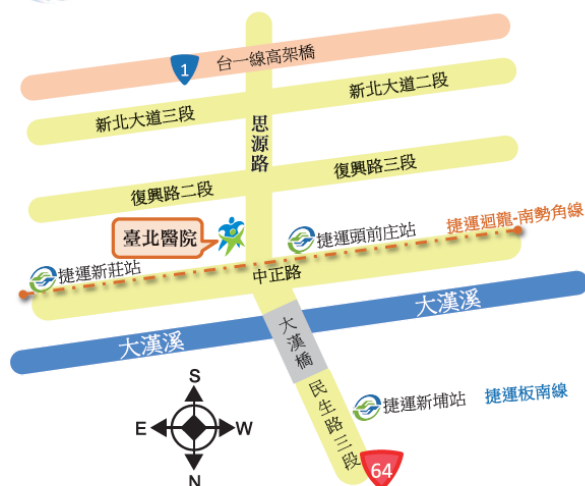 台一線高架橋
1
新北大道三段
新北大道二段
思源路
復興路二段
復興路三段
臺北醫院
捷運頭前庄站
捷運迴龍-南勢角線
捷運新莊站
中正路
大漢溪
大漢溪
大漢橋
民生路三段
捷運新埔站
捷運板南線
64
S
E
W
N